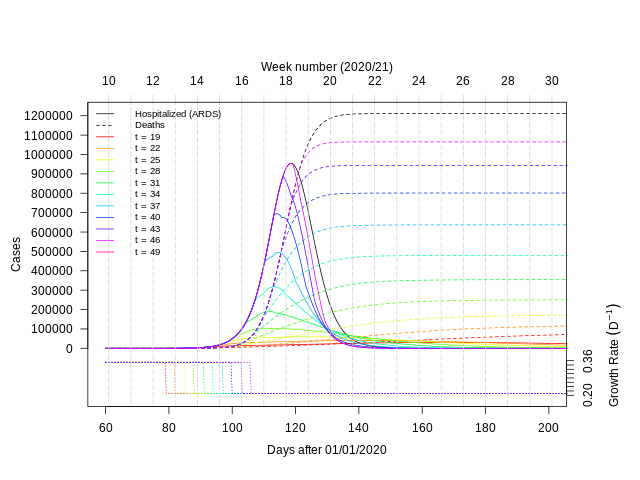 Week number (2020/21)
10 12 14 16 18 20 22 24 26 28 30
Cases
1200000
1100000
1000000
900000
800000
700000
600000
500000
400000
300000
200000
100000
0
Hospitalized (ARDS)
Deaths
t = 19
t = 22
t = 25
t = 28
t = 31
t = 34
t = 37
t = 40
t = 43
t = 46
t = 49
0.36
0.20
Growth Rate (D⁻¹)
60 80 100 120 140 160 180 200
Days after 01/01/2020